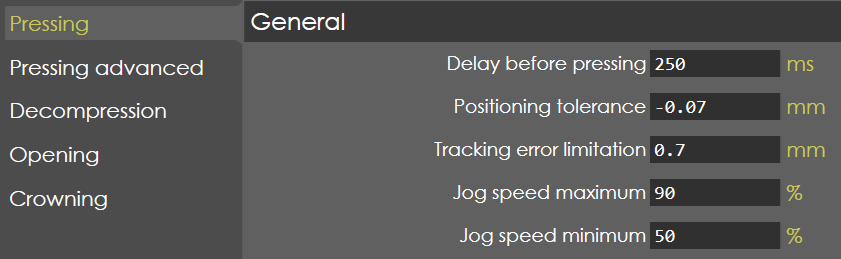 Pressing
Pressing advanced
Decompression
Opening
Crowning
General
Delay before pressing 250 ms
Positioning tolerance -0.07 mm
Tracking error limitation 0.7 mm
Jog speed maximum 90 %
Jog speed minimum 50 %